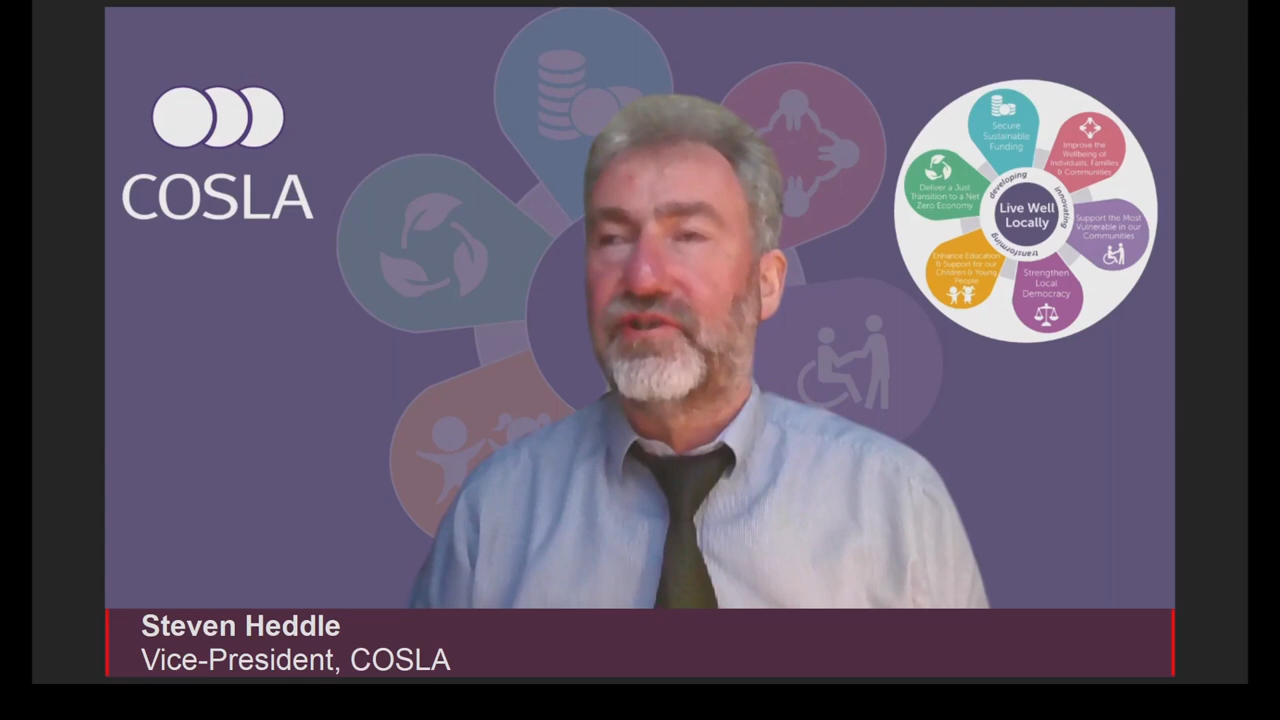 COSLA
Secure
Sustainable
Funding
Improve the
Wellbeing of
Individuals, Families
& Communities
Deliver a Just
Transition to a Net
Zero Economy
developing
innovating
transforming
Live Well
Locally
Support the Most
Vulnerable in our
Communities
Enhance Education
& Support for our
Children & Young
People
Strengthen
Local
Democracy
Steven Heddle
Vice-President, COSLA